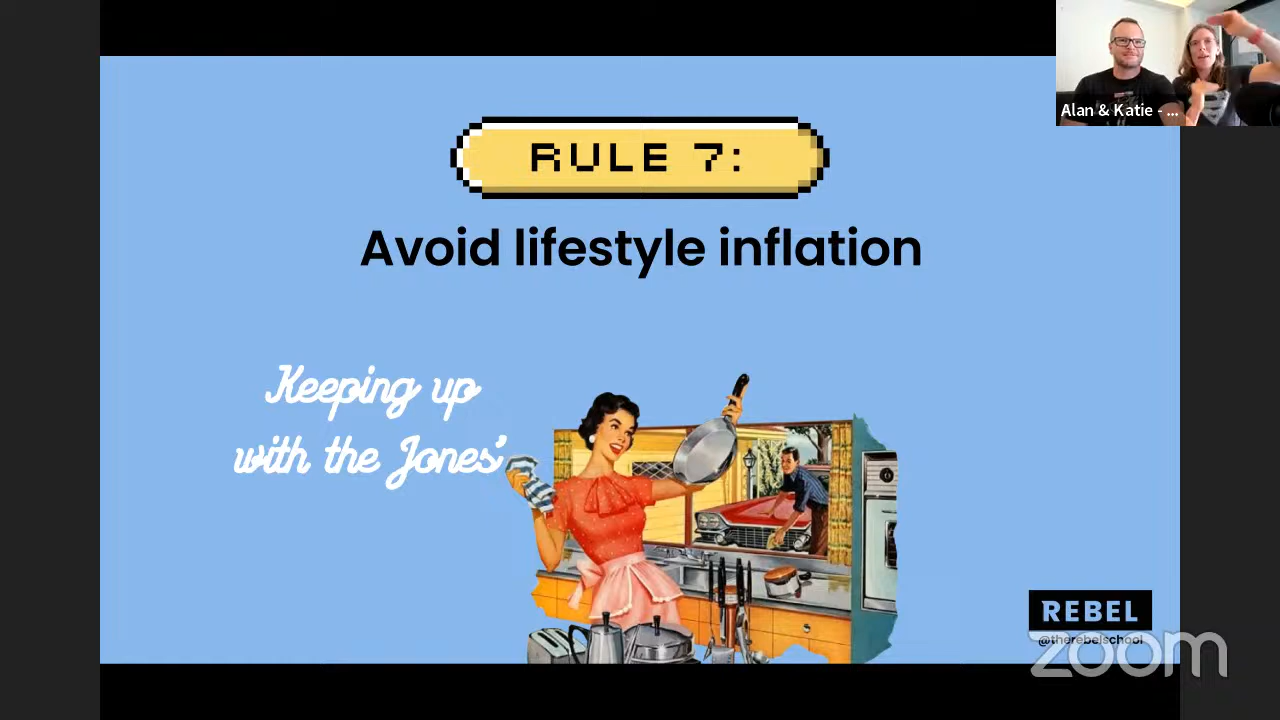 Alan & Katie - ...
RULE 7:
Avoid lifestyle inflation
Keeping up
with the Jones'
REBEL
@therebelschool
zoom